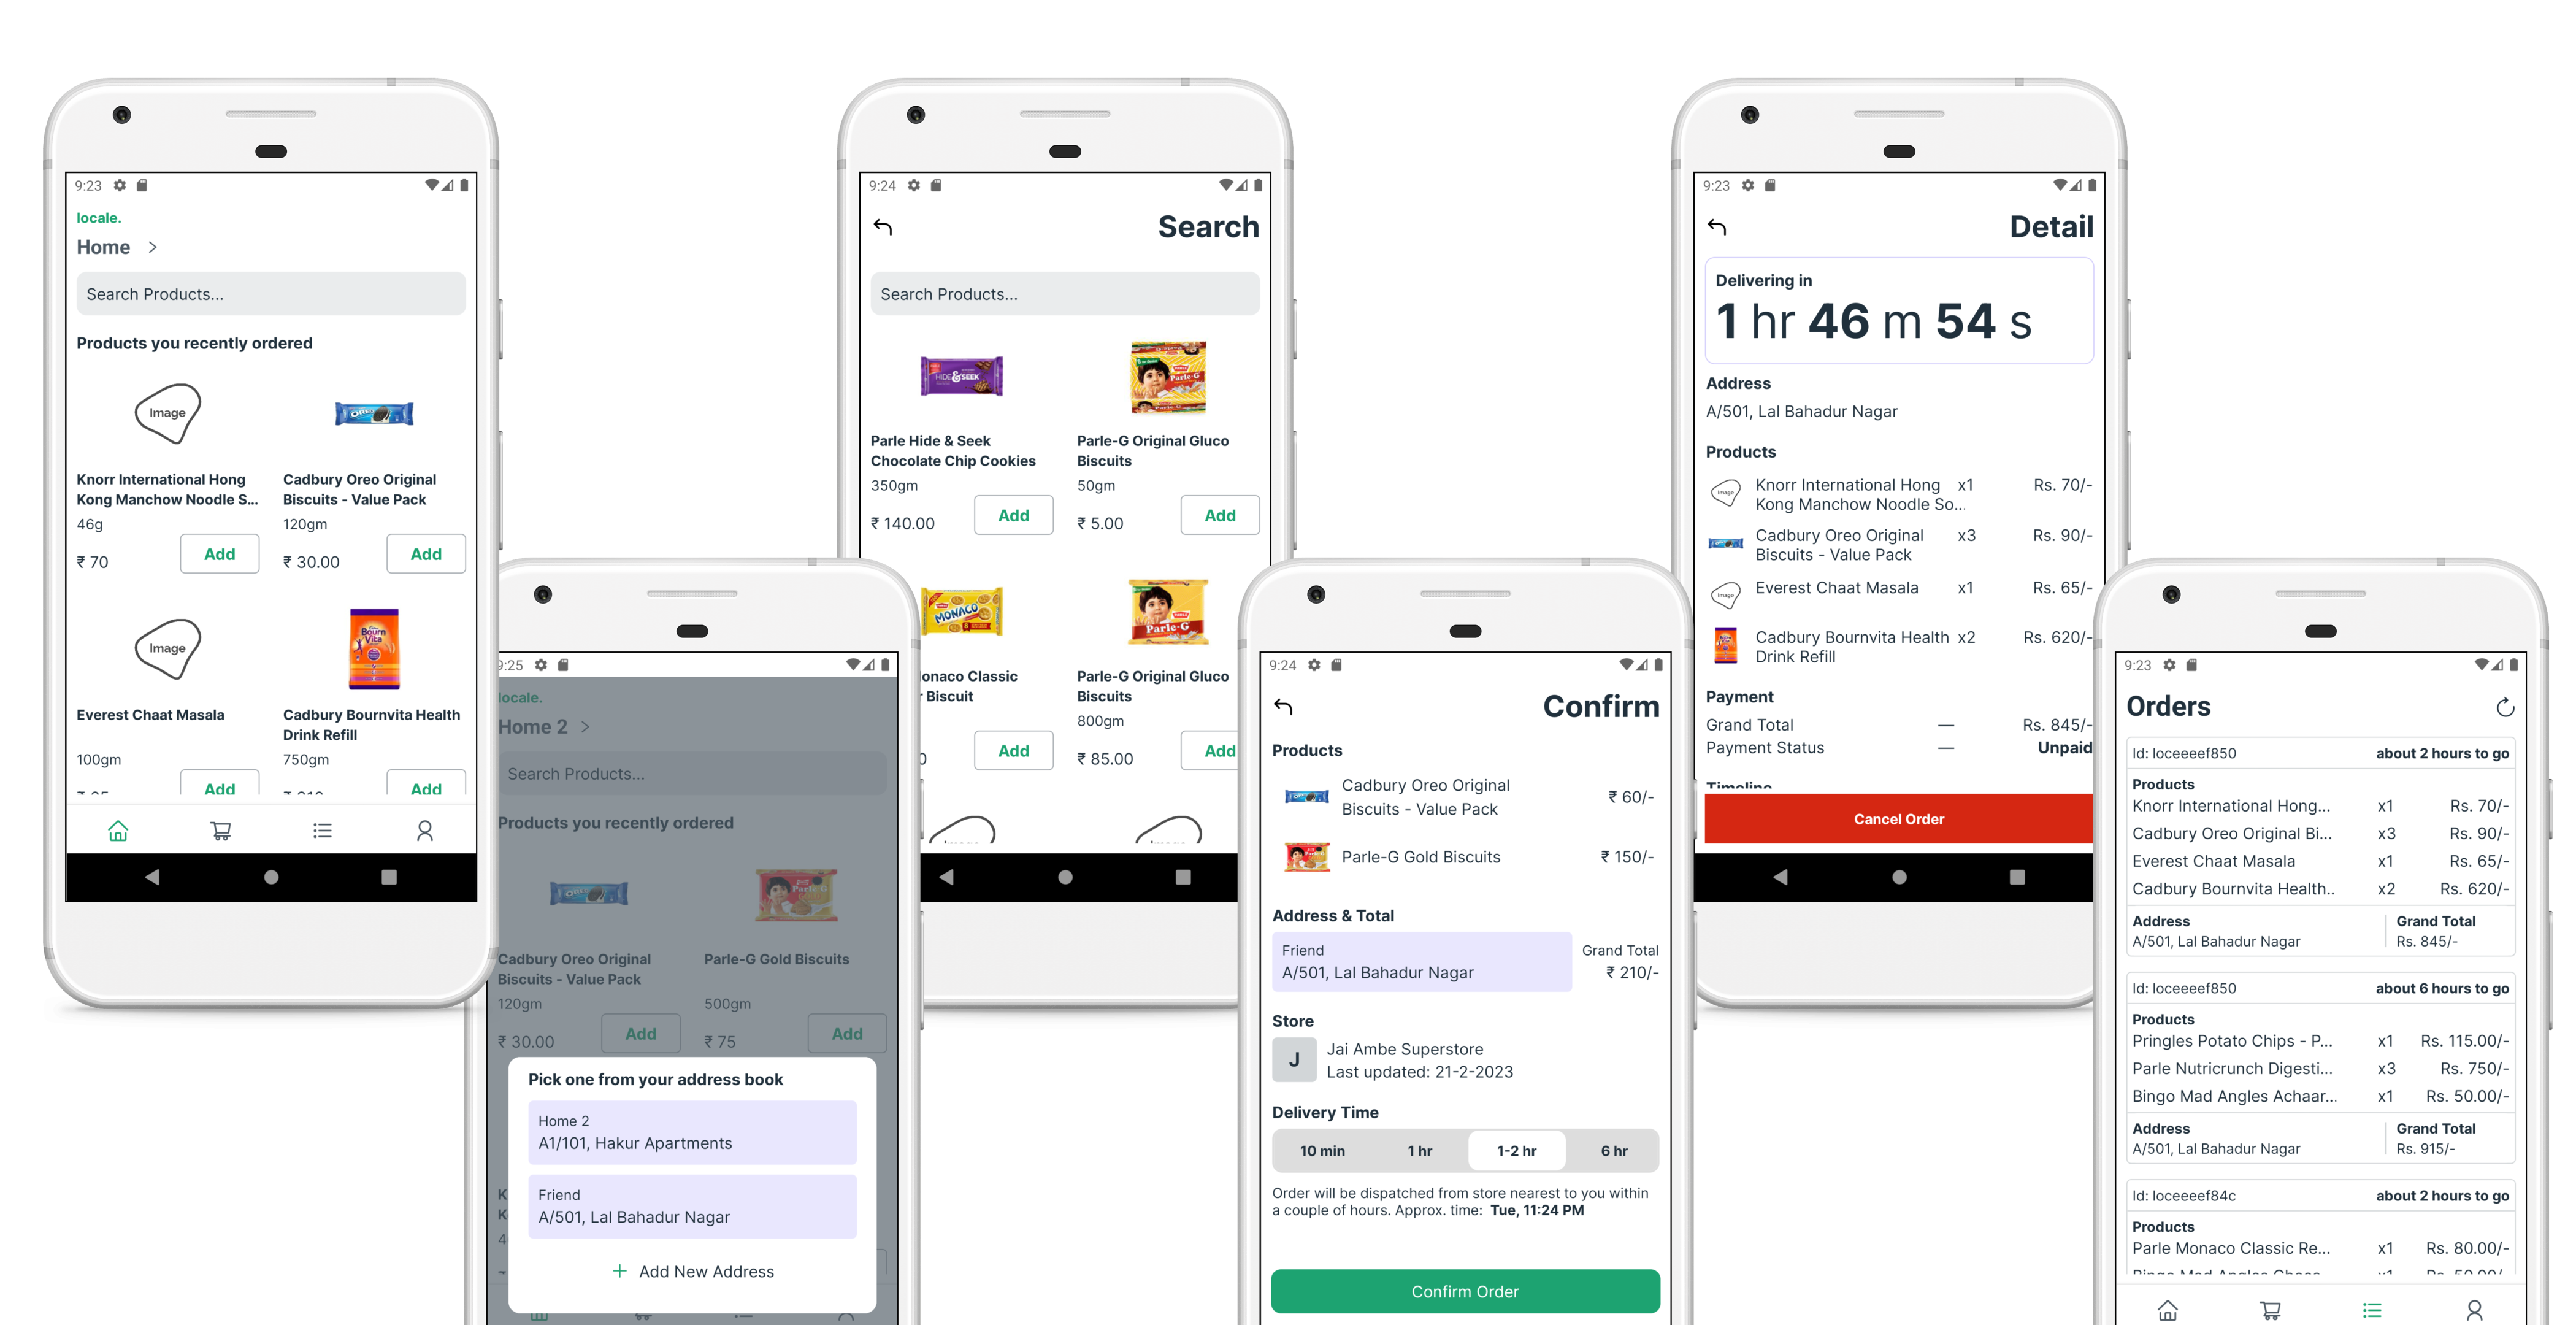 9:23
locale.
Home >
Search Products...
Products you recently ordered
Image
OREO
Knorr International Hong
Kong Manchow Noodle S...
46g
₹ 70
Add
Cadbury Oreo Original
Biscuits - Value Pack
120gm
₹ 30.00
Add
Image
Bourn
Vita
Everest Chaat Masala
100gm
Add
Cadbury Bournvita Health
Drink Refill
750gm
Add
9:25
locale.
Home 2 >
Search Products...
Products you recently ordered
OREO
Parle-G
Cadbury Oreo Original
Biscuits - Value Pack
120gm
₹ 30.00
Add
Parle-G Gold Biscuits
500gm
₹ 75
Add
Pick one from your address book
Home 2
A1/101, Hakur Apartments
Friend
A/501, Lal Bahadur Nagar
+ Add New Address
9:24
Search
Search Products...
HIDE & SEEK
PARLE
Parle-G
Parle Hide & Seek
Chocolate Chip Cookies
350gm
₹ 140.00
Add
Parle-G Original Gluco
Biscuits
50gm
₹ 5.00
Add
MONACO
PARLE
Parle-G
onaco Classic
r Biscuit
Add
Parle-G Original Gluco
Biscuits
800gm
₹ 85.00
Add
9:24
Confirm
Products
Cadbury Oreo Original
Biscuits - Value Pack
₹ 60/-
Parle-G Gold Biscuits
₹ 150/-
Address & Total
Friend
A/501, Lal Bahadur Nagar
Grand Total
₹ 210/-
Store
J
Jai Ambe Superstore
Last updated: 21-2-2023
Delivery Time
10 min 1 hr 1-2 hr 6 hr
Order will be dispatched from store nearest to you within
a couple of hours. Approx. time: Tue, 11:24 PM
Confirm Order
9:23
Detail
Delivering in
1 hr 46 m 54 s
Address
A/501, Lal Bahadur Nagar
Products
Image
Knorr International Hong x1 Rs. 70/-
Kong Manchow Noodle So...
Cadbury Oreo Original x3 Rs. 90/-
Biscuits - Value Pack
Image
Everest Chaat Masala x1 Rs. 65/-
Cadbury Bournvita Health x2 Rs. 620/-
Drink Refill
Payment
Grand Total — Rs. 845/-
Payment Status — Unpaid
Timeline
Cancel Order
9:23
Orders
Id: loceeeef850 about 2 hours to go
Products
Knorr International Hong... x1 Rs. 70/-
Cadbury Oreo Original Bi... x3 Rs. 90/-
Everest Chaat Masala x1 Rs. 65/-
Cadbury Bournvita Health.. x2 Rs. 620/-
Address Grand Total
A/501, Lal Bahadur Nagar Rs. 845/-
Id: loceeeef850 about 6 hours to go
Products
Pringles Potato Chips - P... x1 Rs. 115.00/-
Parle Nutricrunch Digesti... x3 Rs. 750/-
Bingo Mad Angles Achaar... x1 Rs. 50.00/-
Address Grand Total
A/501, Lal Bahadur Nagar Rs. 915/-
Id: loceeeef84c about 2 hours to go
Products
Parle Monaco Classic Re... x1 Rs. 80.00/-